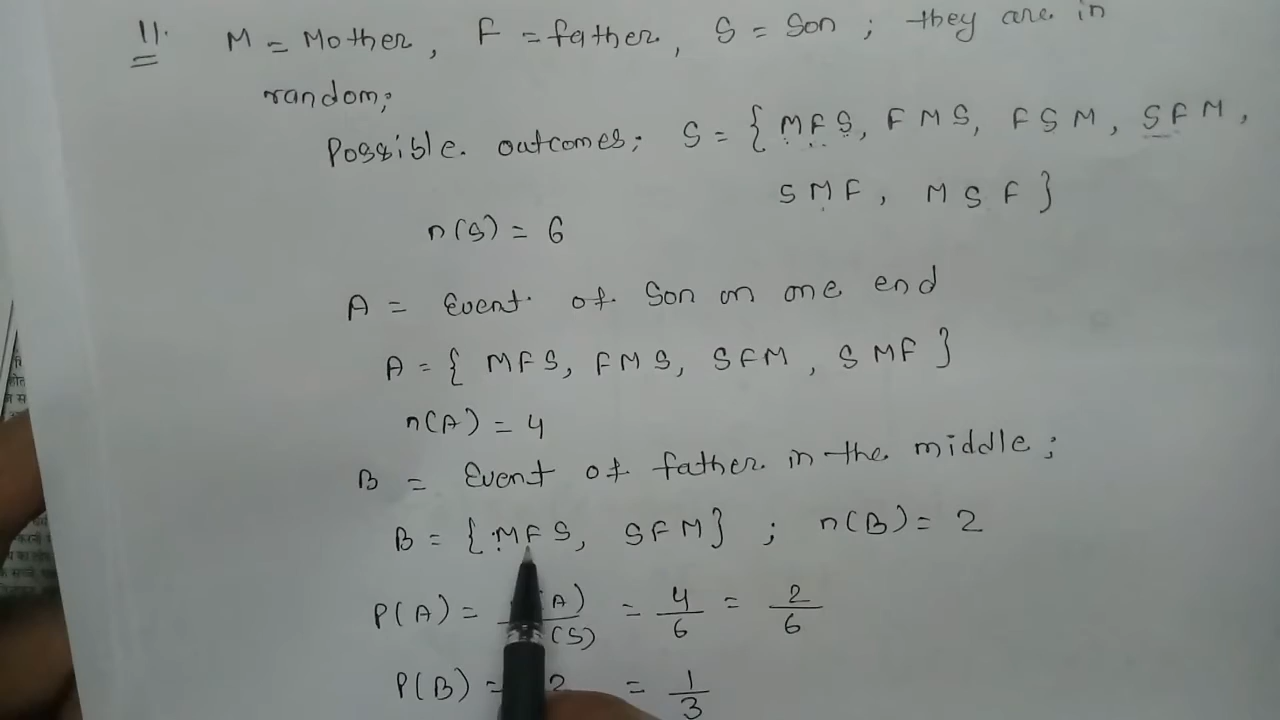 11. M = Mother, F = father, S = Son ; they are in
random;
Possible outcomes; S = { MFS, FMS, FSM, SFM,
SMF, MSF }
n(S) = 6
A = Event of Son on one end
A = { MFS, FMS, SFM, SMF }
n(A) = 4
B = Event of father in the middle;
B = { MFS, SFM} ; n(B) = 2
P(A) = (A)/(S) = 4/6 = 2/6
P(B) = 2 = 1/3